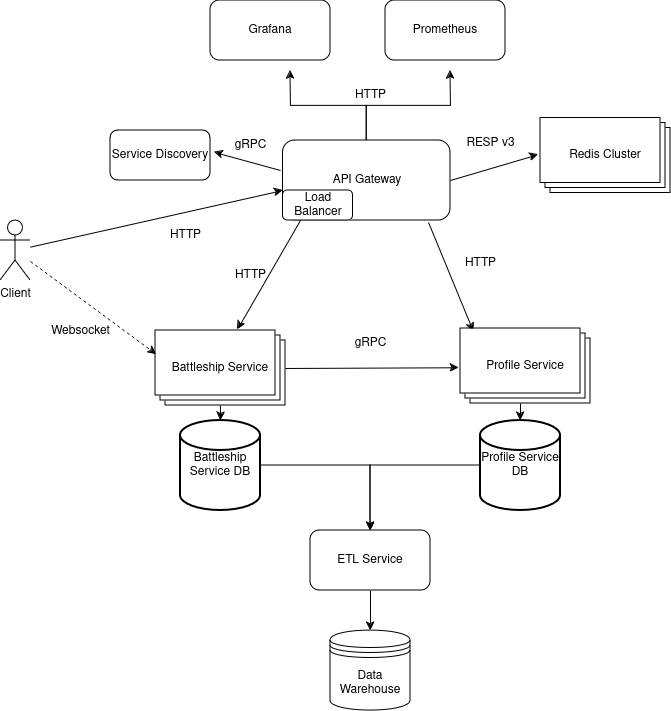 Grafana
Prometheus
HTTP
gRPC
RESP v3
Service Discovery
API Gateway
Redis Cluster
Load
Balancer
HTTP
Client
HTTP
HTTP
Websocket
gRPC
Battleship Service
Profile Service
Battleship
Service DB
Profile Service
DB
ETL Service
Data
Warehouse